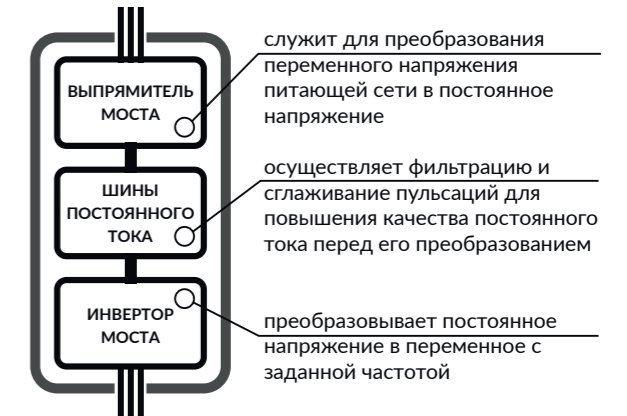 служит для преобразования
переменного напряжения
питающей сети в постоянное
напряжение
ВЫПРЯМИТЕЛЬ
МОСТА
осуществляет фильтрацию и
сглаживание пульсаций для
повышения качества постоянного
тока перед его преобразованием
ШИНЫ
ПОСТОЯННОГО
ТОКА
преобразовывает постоянное
напряжение в переменное с
заданной частотой
ИНВЕРТОР
МОСТА